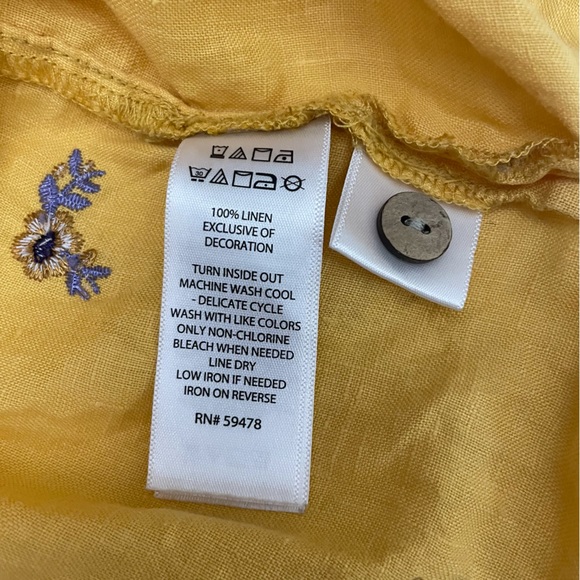 100% LINEN
EXCLUSIVE OF
DECORATION
TURN INSIDE OUT
MACHINE WASH COOL
- DELICATE CYCLE
WASH WITH LIKE COLORS
ONLY NON-CHLORINE
BLEACH WHEN NEEDED
LINE DRY
LOW IRON IF NEEDED
IRON ON REVERSE
RN# 59478